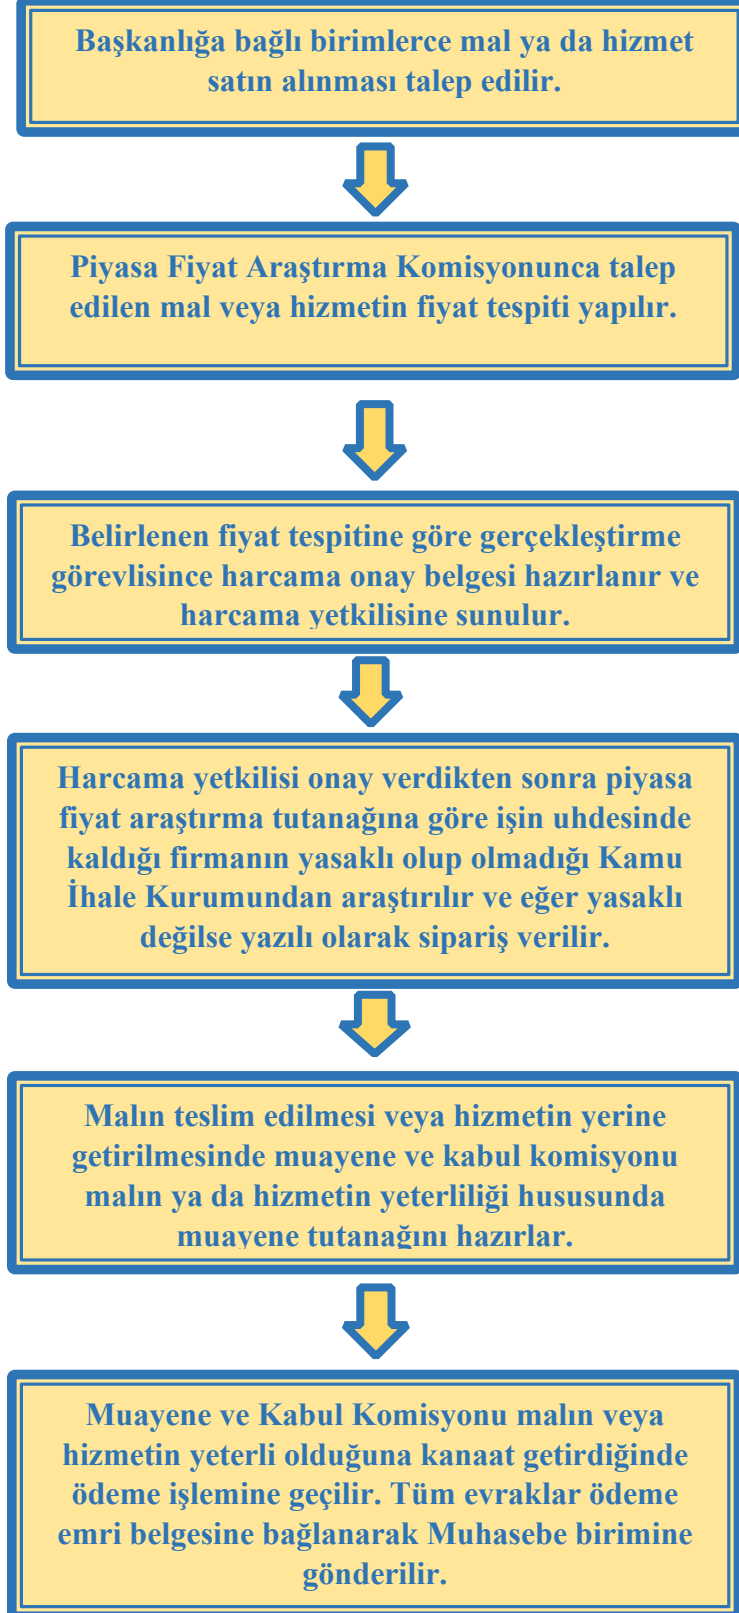 Başkanlığa bağlı birimlerce mal ya da hizmet
satın alınması talep edilir.
Piyasa Fiyat Araştırma Komisyonunca talep
edilen mal veya hizmetin fiyat tespiti yapılır.
Belirlenen fiyat tespitine göre gerçekleştirme
görevlisince harcama onay belgesi hazırlanır ve
harcama yetkilisine sunulur.
Harcama yetkilisi onay verdikten sonra piyasa
fiyat araştırma tutanağına göre işin uhdesinde
kaldığı firmanın yasaklı olup olmadığı Kamu
İhale Kurumundan araştırılır ve eğer yasaklı
değilse yazılı olarak sipariş verilir.
Malın teslim edilmesi veya hizmetin yerine
getirilmesinde muayene ve kabul komisyonu
malın ya da hizmetin yeterliliği hususunda
muayene tutanağını hazırlar.
Muayene ve Kabul Komisyonu malın veya
hizmetin yeterli olduğuna kanaat getirdiğinde
ödeme işlemine geçilir. Tüm evraklar ödeme
emri belgesine bağlanarak Muhasebe birimine
gönderilir.